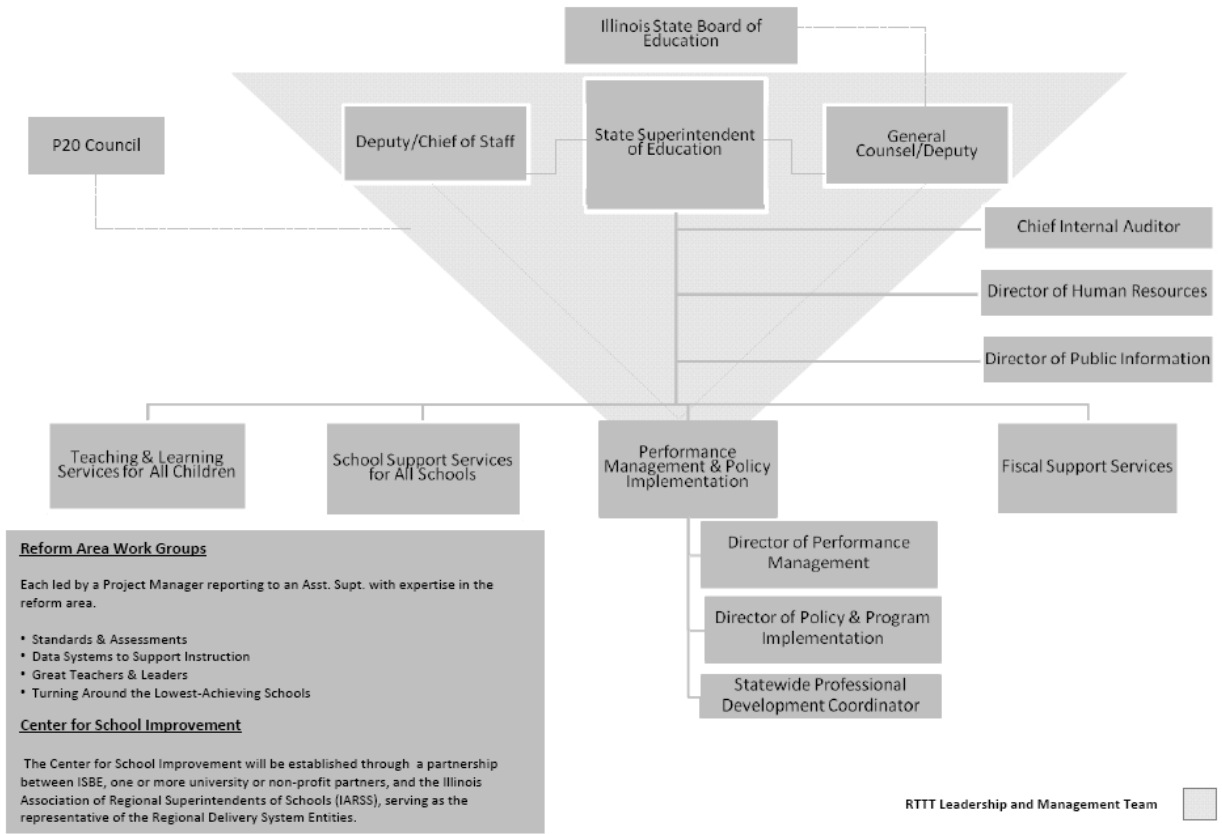 Illinois State Board of
Education
P20 Council
Deputy/Chief of Staff
State Superintendent
of Education
General
Counsel/Deputy
Chief Internal Auditor
Director of Human Resources
Director of Public Information
Teaching & Learning
Services for All Children
School Support Services
for All Schools
Performance
Management & Policy
Implementation
Fiscal Support Services
Director of Performance
Management
Director of Policy & Program
Implementation
Statewide Professional
Development Coordinator
Reform Area Work Groups
Each led by a Project Manager reporting to an Asst. Supt. with expertise in the
reform area.
• Standards & Assessments
• Data Systems to Support Instruction
• Great Teachers & Leaders
• Turning Around the Lowest-Achieving Schools
Center for School Improvement
The Center for School Improvement will be established through a partnership
between ISBE, one or more university or non-profit partners, and the Illinois
Association of Regional Superintendents of Schools (IARSS), serving as the
representative of the Regional Delivery System Entities.
RTTT Leadership and Management Team